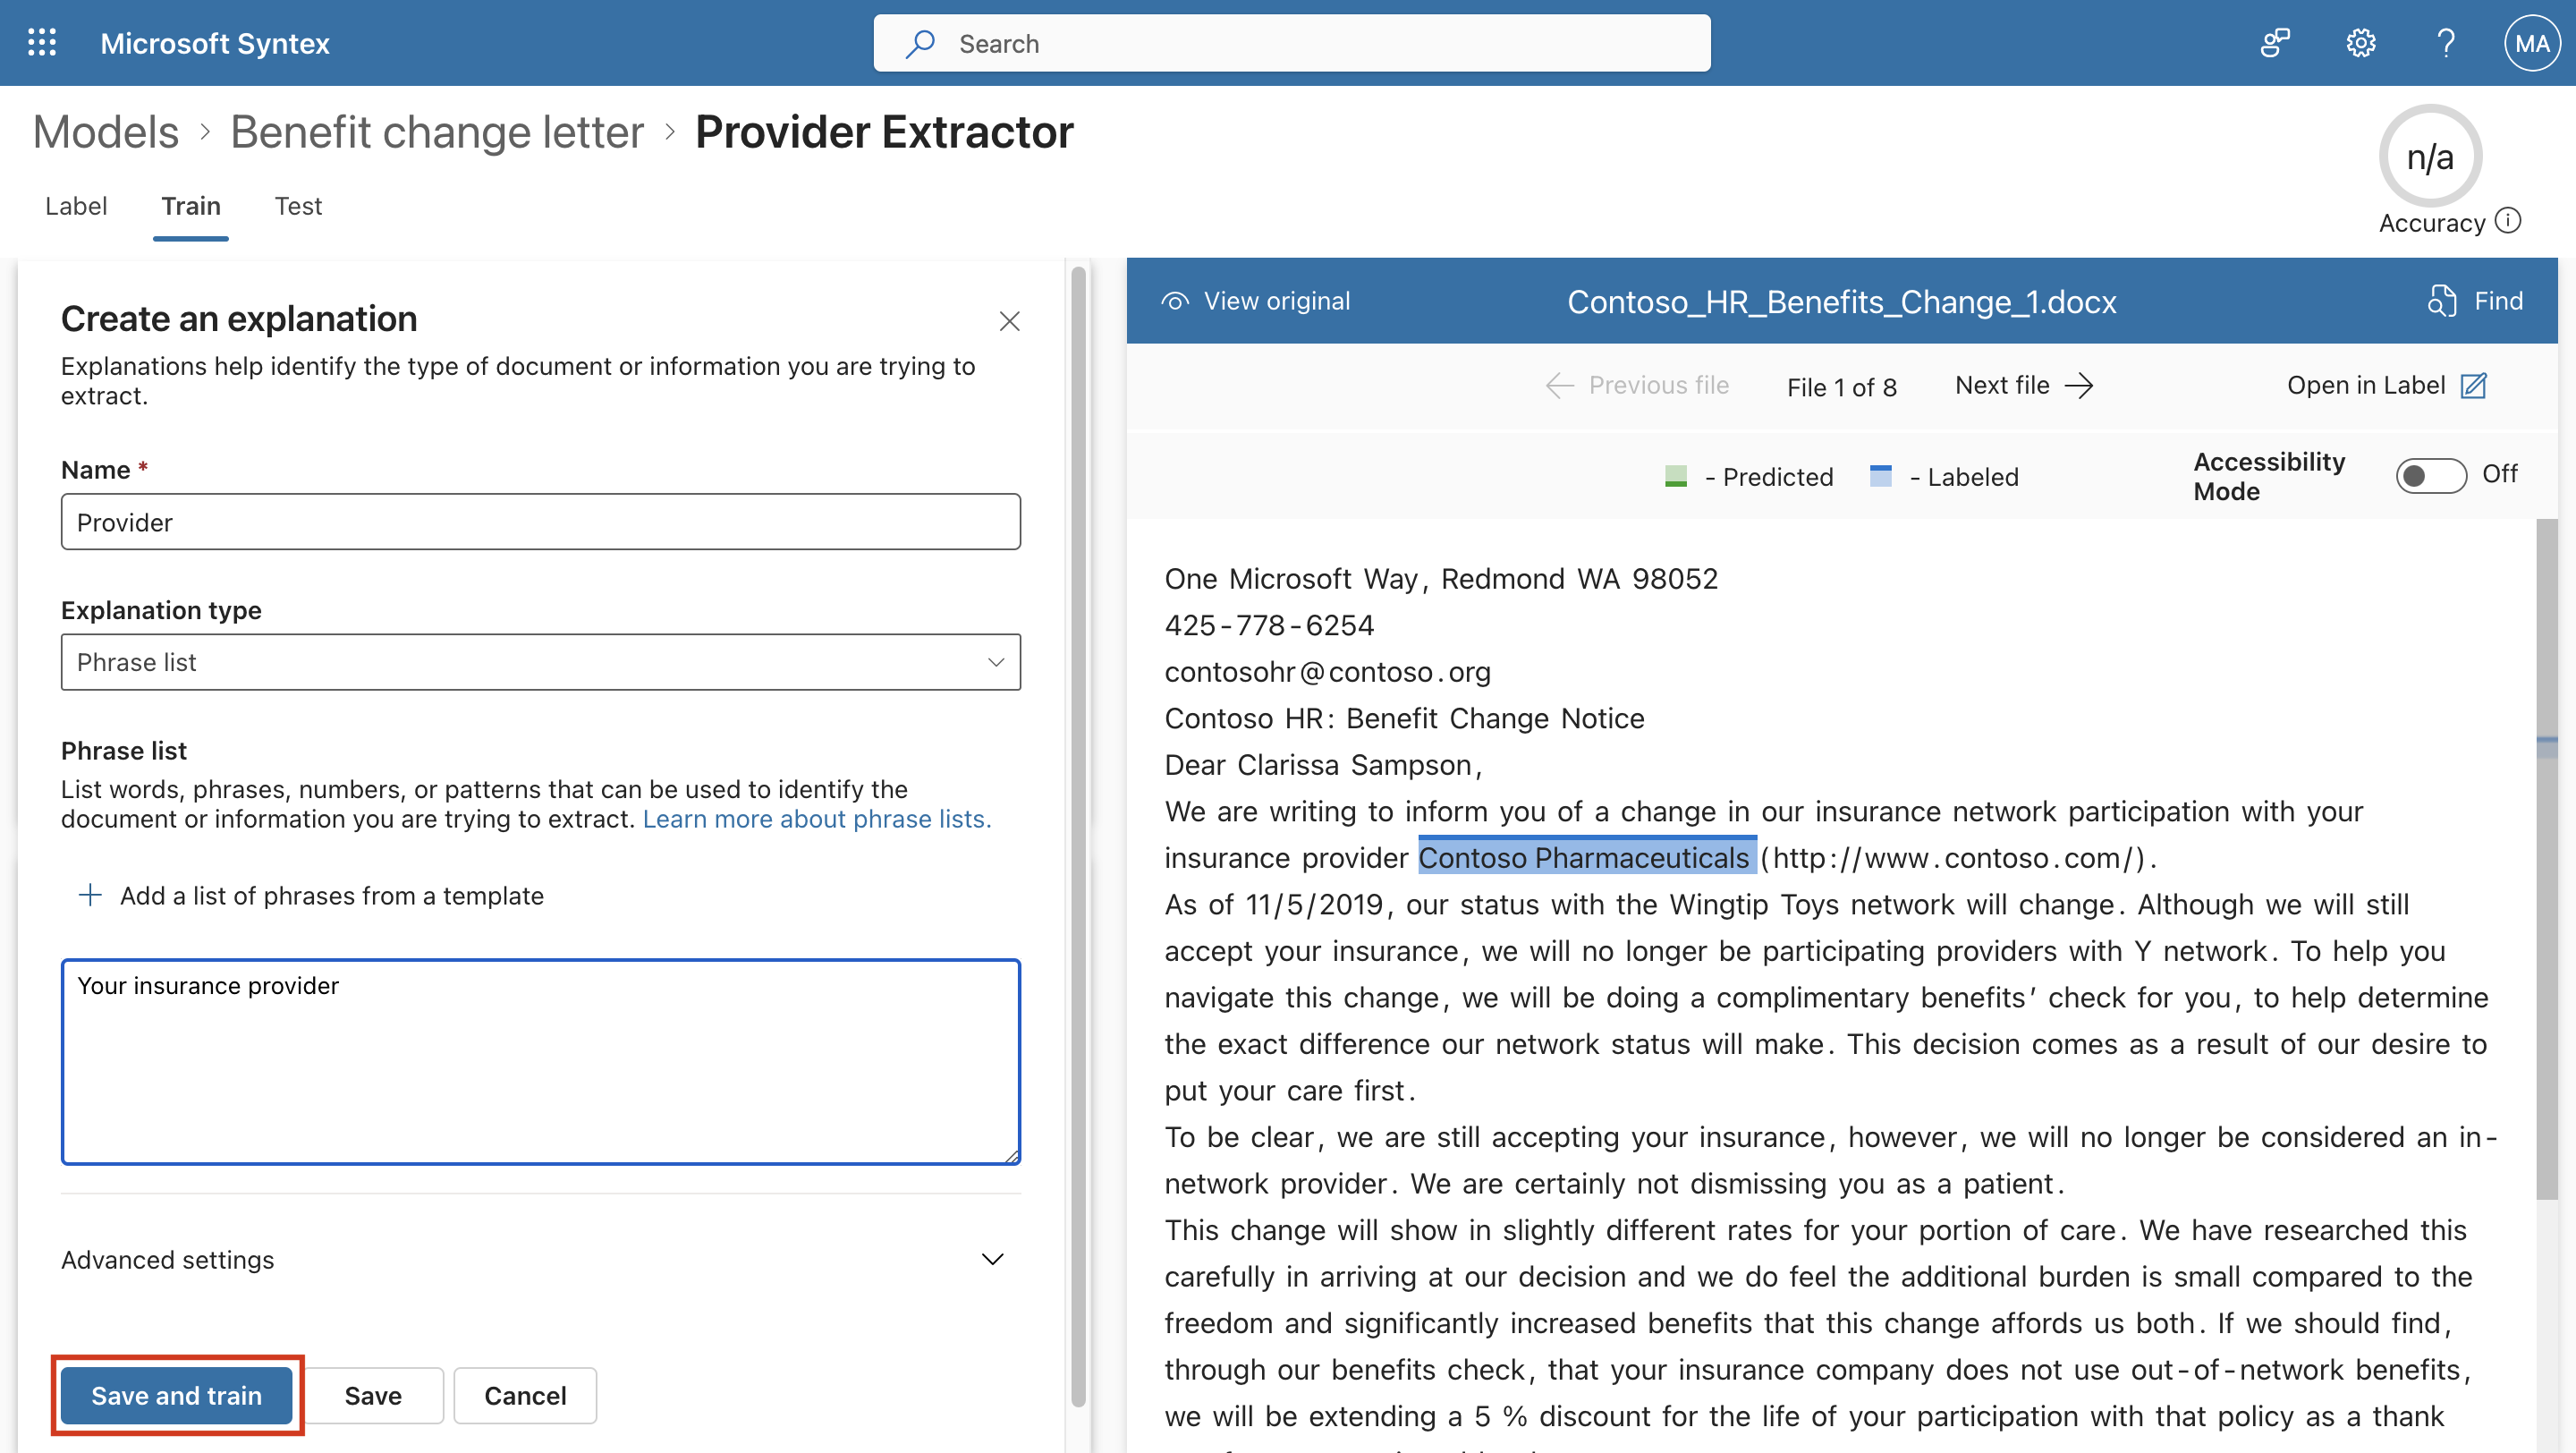 Microsoft Syntex
Search
MA
Models > Benefit change letter > Provider Extractor
n/a
Accuracy
Label Train Test
Create an explanation
Explanations help identify the type of document or information you are trying to
extract.
Name *
Provider
Explanation type
Phrase list
Phrase list
List words, phrases, numbers, or patterns that can be used to identify the
document or information you are trying to extract. Learn more about phrase lists.
+ Add a list of phrases from a template
Your insurance provider
Advanced settings
Save and train Save Cancel
View original Contoso_HR_Benefits_Change_1.docx Find
Previous file File 1 of 8 Next file Open in Label
- Predicted - Labeled Accessibility
Mode Off
One Microsoft Way, Redmond WA 98052
425-778-6254
contosohr@contoso.org
Contoso HR: Benefit Change Notice
Dear Clarissa Sampson,
We are writing to inform you of a change in our insurance network participation with your
insurance provider Contoso Pharmaceuticals (http://www.contoso.com/).
As of 11/5/2019, our status with the Wingtip Toys network will change. Although we will still
accept your insurance, we will no longer be participating providers with Y network. To help you
navigate this change, we will be doing a complimentary benefits’ check for you, to help determine
the exact difference our network status will make. This decision comes as a result of our desire to
put your care first.
To be clear, we are still accepting your insurance, however, we will no longer be considered an in-
network provider. We are certainly not dismissing you as a patient.
This change will show in slightly different rates for your portion of care. We have researched this
carefully in arriving at our decision and we do feel the additional burden is small compared to the
freedom and significantly increased benefits that this change affords us both. If we should find,
through our benefits check, that your insurance company does not use out-of-network benefits,
we will be extending a 5 % discount for the life of your participation with that policy as a thank